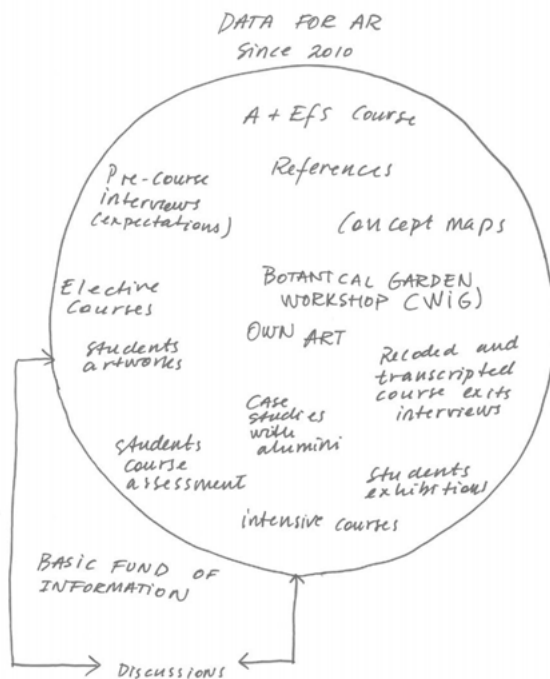 DATA FOR AR
Since 2010
A + EfS Course
References
Pre-course
interviews
(expectations)
Concept maps
Elective
Courses
BOTANICAL GARDEN
WORKSHOP (WIG)
OWN ART
students
artworks
Recoded and
transcripted
course exits
interviews
CASE
studies
with
alumini
students
course
assessment
students
exhibitions
intensive courses
BASIC FUND OF
INFORMATION
DISCUSSIONS